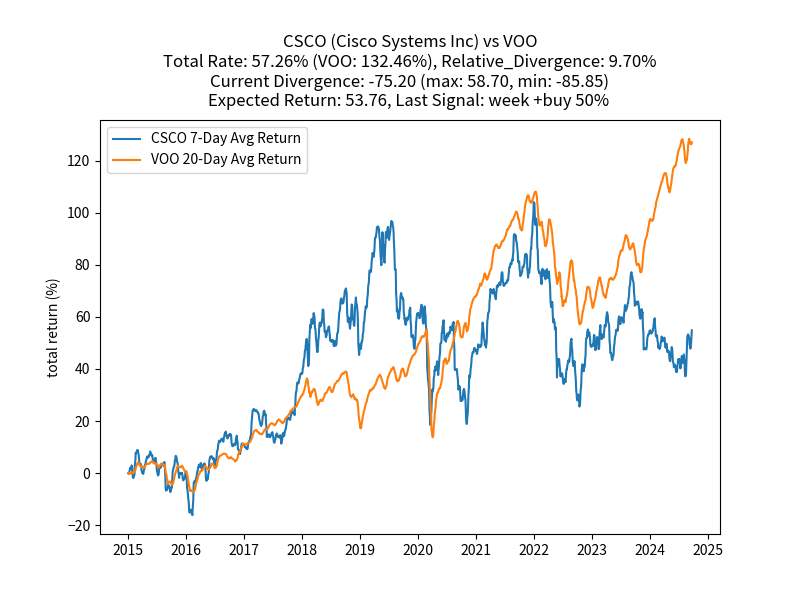 CSCO (Cisco Systems Inc) vs VOO
Total Rate: 57.26% (VOO: 132.46%), Relative_Divergence: 9.70%
Current Divergence: -75.20 (max: 58.70, min: -85.85)
Expected Return: 53.76, Last Signal: week +buy 50%
CSCO 7-Day Avg Return
VOO 20-Day Avg Return
total return (%)
120
100
80
60
40
20
0
−20
2015 2016 2017 2018 2019 2020 2021 2022 2023 2024 2025